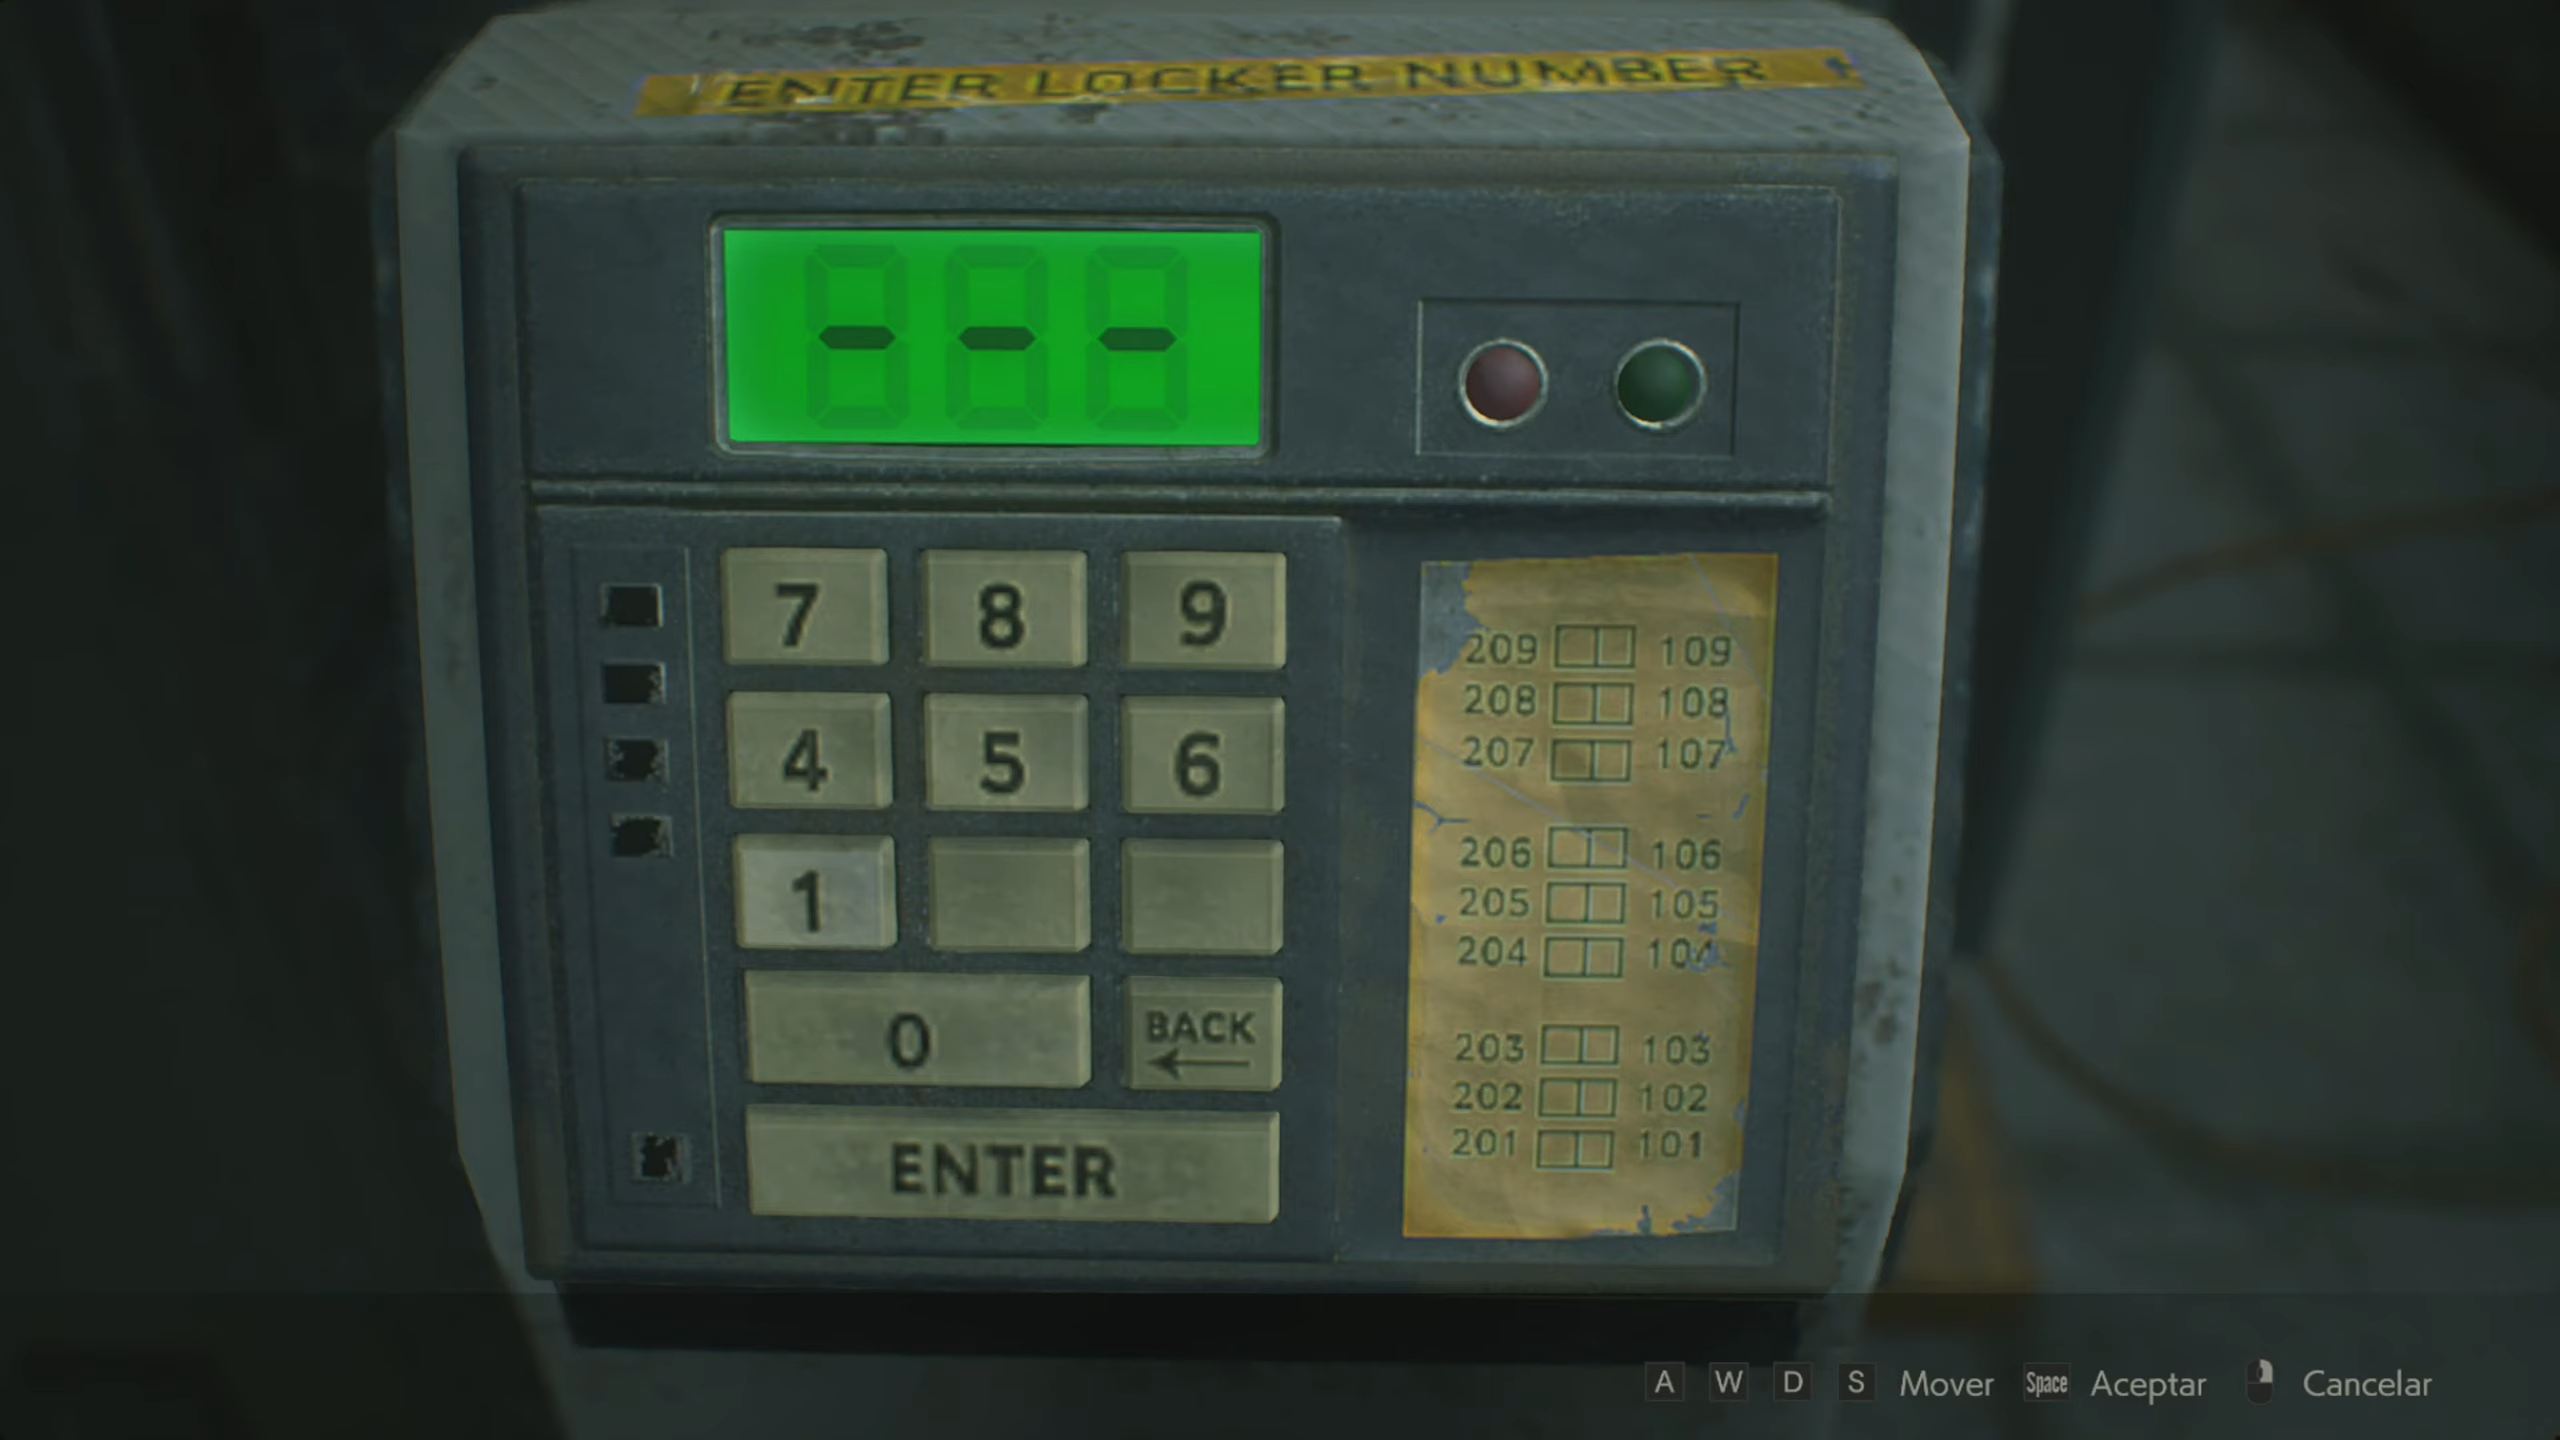 ENTER LOCKER NUMBER
7 8 9
4 5 6
1
0 BACK
ENTER
209 109
208 108
207 107
206 106
205 105
204 104
203 103
202 102
201 101
A W D S Mover Space Aceptar Cancelar